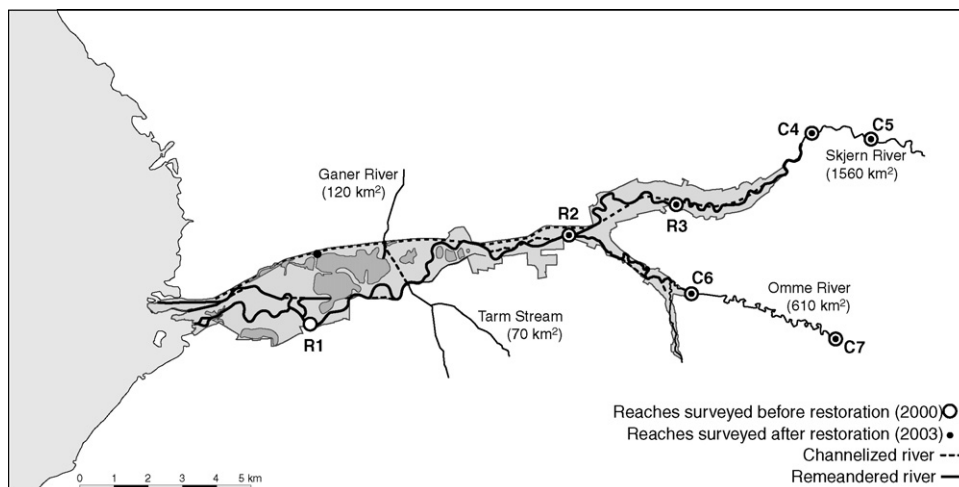 C4
C5
Skjern River
(1560 km²)
Ganer River
(120 km²)
R2
R3
C6
Omme River
(610 km²)
Tarm Stream
(70 km²)
R1
C7
Reaches surveyed before restoration (2000)
Reaches surveyed after restoration (2003)
Channelized river
Remeandered river
0 1 2 3 4 5 km